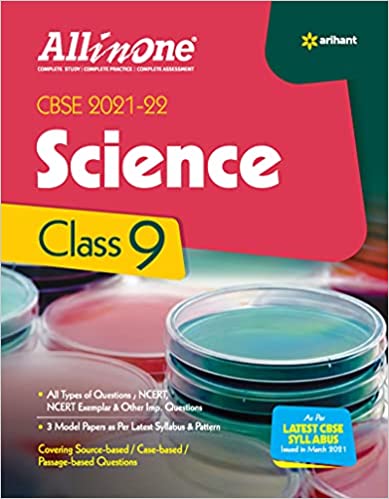 All in One
COMPLETE STUDY | COMPLETE PRACTICE | COMPLETE ASSESSMENT
arihant
CBSE 2021-22
Science
Class 9
All Types of Questions ; NCERT,
NCERT Exemplar & Other Imp. Questions
3 Model Papers as Per Latest Syllabus & Pattern
Covering Source-based / Case-based /
Passage-based Questions
As Per
LATEST CBSE
SYLLABUS
Issued in March 2021